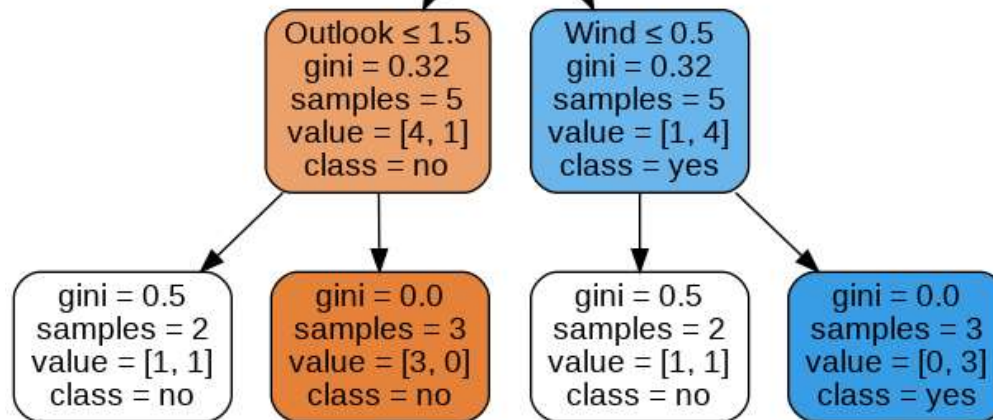 Outlook ≤ 1.5
gini = 0.32
samples = 5
value = [4, 1]
class = no
Wind ≤ 0.5
gini = 0.32
samples = 5
value = [1, 4]
class = yes
gini = 0.5
samples = 2
value = [1, 1]
class = no
gini = 0.0
samples = 3
value = [3, 0]
class = no
gini = 0.5
samples = 2
value = [1, 1]
class = no
gini = 0.0
samples = 3
value = [0, 3]
class = yes